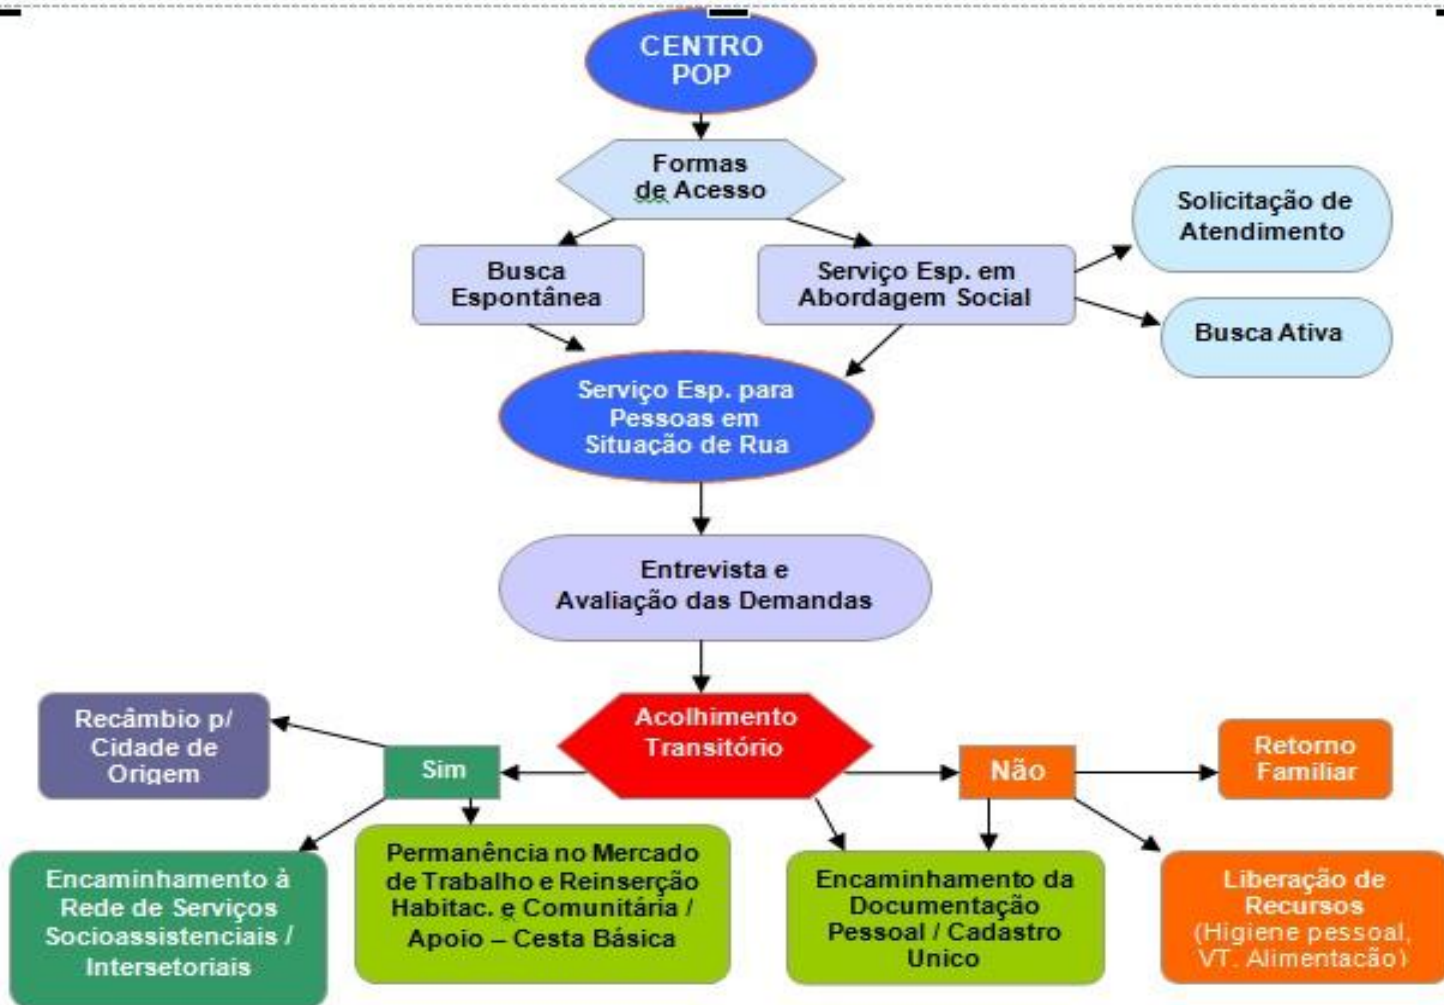 CENTRO
POP
Formas
de Acesso
Solicitação de
Atendimento
Busca
Espontânea
Serviço Esp. em
Abordagem Social
Busca Ativa
Serviço Esp. para
Pessoas em
Situação de Rua
Entrevista e
Avaliação das Demandas
Acolhimento
Transitório
Recâmbio p/
Cidade de
Origem
Sim
Não
Retorno
Familiar
Encaminhamento à
Rede de Serviços
Socioassistenciais /
Intersetoriais
Permanência no Mercado
de Trabalho e Reinserção
Habitac. e Comunitária /
Apoio – Cesta Básica
Encaminhamento da
Documentação
Pessoal / Cadastro
Unico
Liberação de
Recursos
(Higiene pessoal,
VT. Alimentação)